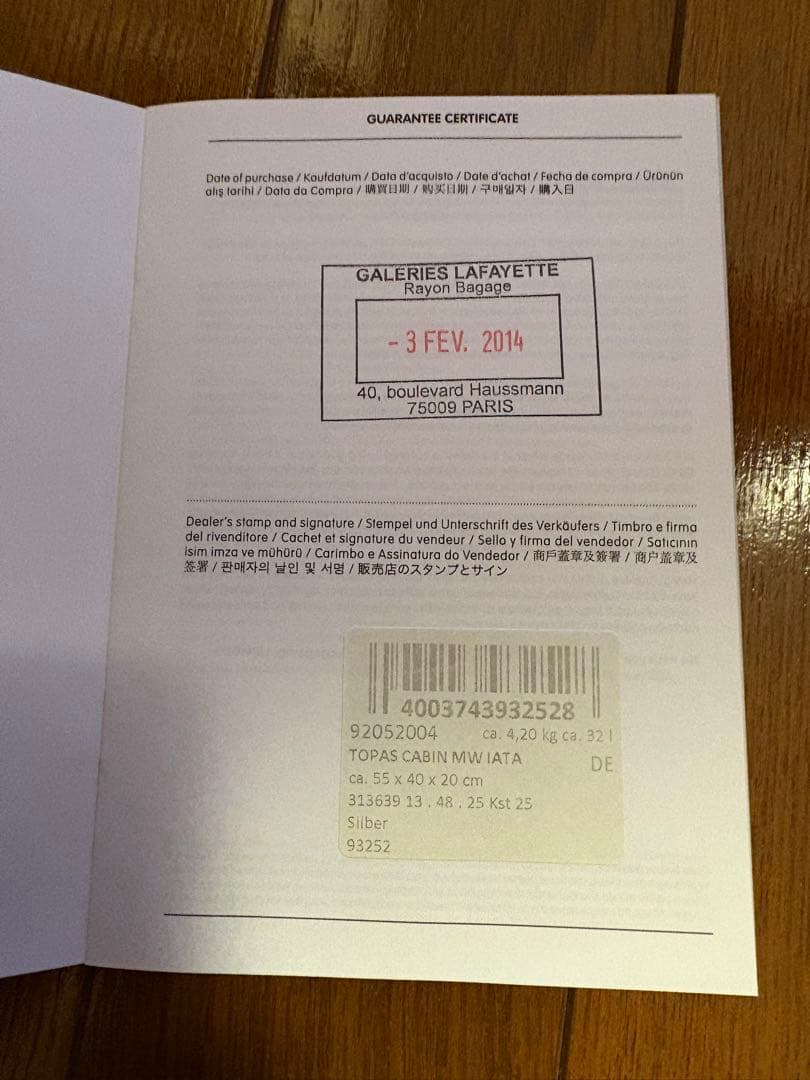 GUARANTEE CERTIFICATE
Date of purchase / Kaufdatum / Data d'acquisto / Date d'achat / Fecha de compra / Ürünün
alış tarihi / Data da Compra / 購買日期 / 购买日期 / 구매일자 / 購入日
GALERIES LAFAYETTE
Rayon Bagage
- 3 FEV. 2014
40, boulevard Haussmann
75009 PARIS
Dealer's stamp and signature / Stempel und Unterschrift des Verkäufers / Timbro e firma
del rivenditore / Cachet et signature du vendeur / Sello y firma del vendedor / Satıcının
isim imza ve mühürü / Carimbo e Assinatura do Vendedor / 商戶蓋章及簽署 / 商户盖章及
签署 / 판매자의 날인 및 서명 / 販売店のスタンプとサイン
4003743932528
92052004 ca. 4,20 kg ca. 32 l
TOPAS CABIN MW IATA DE
ca. 55 x 40 x 20 cm
313639 13 . 48 . 25 Kst 25
Silber
93252